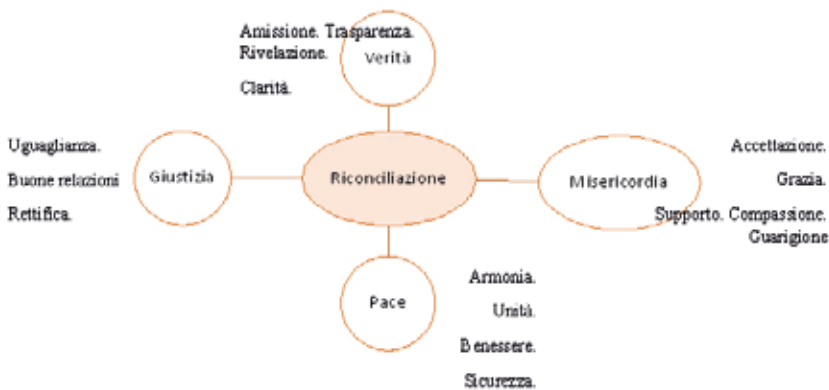 Amissione. Trasparenza.
Rivelazione.
Clarità.
Verità
Uguaglianza.
Buone relazioni
Rettifica.
Giustizia
Riconciliazione
Misericordia
Accettazione.
Grazia.
Supporto. Compassione.
Guarigione
Pace
Armonia.
Unità.
Benessere.
Sicurezza.